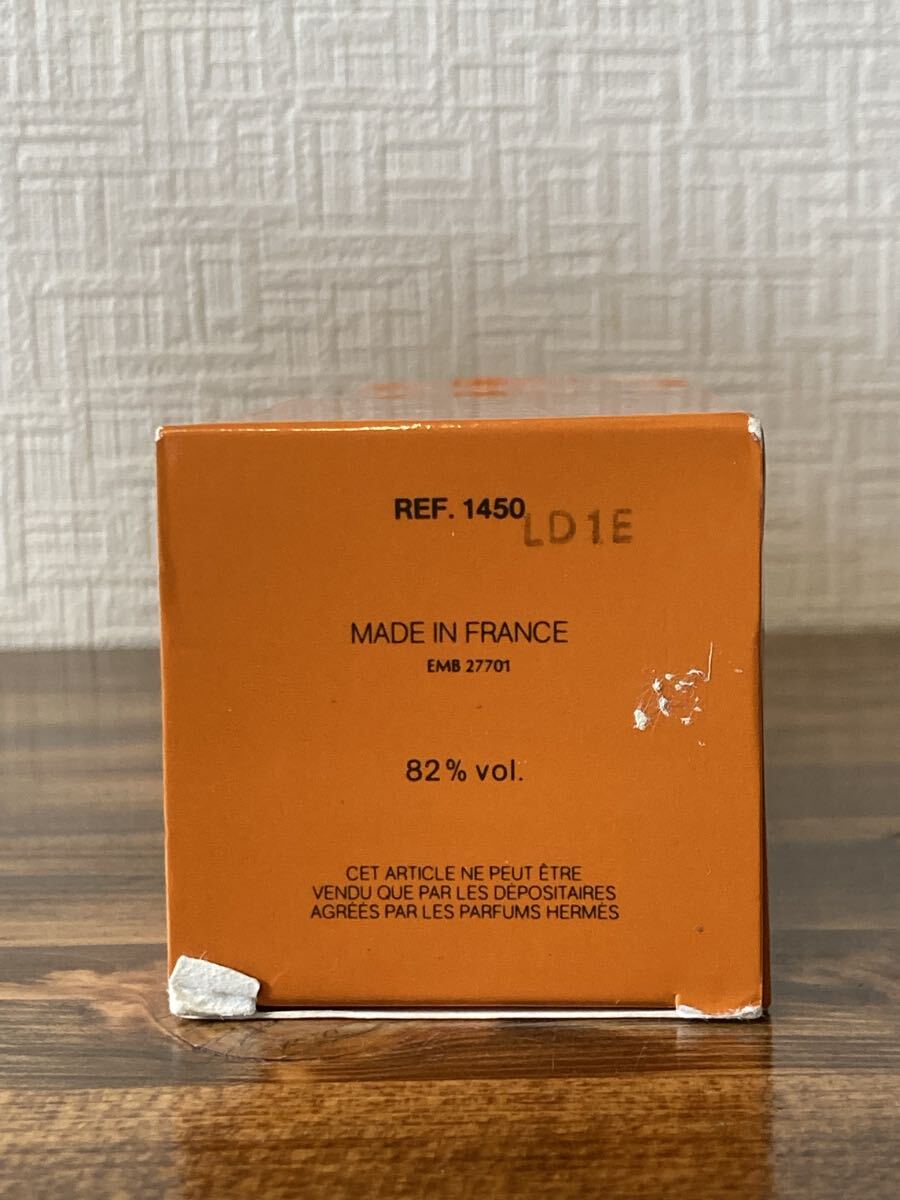 REF. 1450
LD1E
MADE IN FRANCE
EMB 27701
82% vol.
CET ARTICLE NE PEUT ÊTRE
VENDU QUE PAR LES DÉPOSITAIRES
AGRÉÉS PAR LES PARFUMS HERMÈS